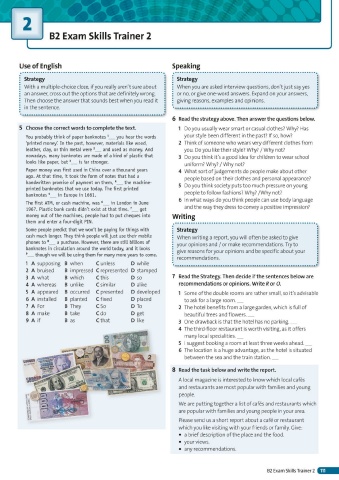 2
B2 Exam Skills Trainer 2
Use of English
Strategy
With a multiple-choice cloze, if you really aren't sure about
an answer, cross out the options that are definitely wrong.
Then choose the answer that sounds best when you read it
in the sentence.
5 Choose the correct words to complete the text.
You probably think of paper banknotes 1__ you hear the words
'printed money'. In the past, however, materials like wood,
leather, clay, or thin metal were 2__ and used as money. And
nowadays, many banknotes are made of a kind of plastic that
looks like paper, but 3__ is far stronger.
Paper money was first used in China over a thousand years
ago. At that time, it took the form of notes that had a
handwritten promise of payment on them, 4__ the machine-
printed banknotes that we use today. The first printed
banknotes 5__ in Europe in 1661.
The first ATM, or cash machine, was 6__ in London in June
1967. Plastic bank cards didn't exist at that time. 7__ get
money out of the machines, people had to put cheques into
them and enter a four-digit PIN.
Some people predict that we won't be paying for things with
cash much longer. They think people will just use their mobile
phones to 8__ a purchase. However, there are still billions of
banknotes in circulation around the world today, and it looks
9__ though we will be using them for many more years to come.
1 A supposing B when C unless D while
2 A bruised B impressed C represented D stamped
3 A what B which C this D so
4 A whereas B unlike C similar D alike
5 A appeared B occurred C presented D developed
6 A installed B planted C fixed D placed
7 A For B They C So D To
8 A make B take C do D get
9 A if B as C that D like
Speaking
Strategy
When you are asked interview questions, don't just say yes
or no, or give one-word answers. Expand on your answers,
giving reasons, examples and opinions.
6 Read the strategy above. Then answer the questions below.
1 Do you usually wear smart or casual clothes? Why? Has
your style been different in the past? If so, how?
2 Think of someone who wears very different clothes from
you. Do you like their style? Why? / Why not?
3 Do you think it's a good idea for children to wear school
uniform? Why? / Why not?
4 What sort of judgements do people make about other
people based on their clothes and personal appearance?
5 Do you think society puts too much pressure on young
people to follow fashions? Why? /Why not?
6 In what ways do you think people can use body language
and the way they dress to convey a positive impression?
Writing
Strategy
When writing a report, you will often be asked to give
your opinions and / or make recommendations. Try to
give reasons for your opinions and be specific about your
recommendations.
7 Read the Strategy. Then decide if the sentences below are
recommendations or opinions. Write R or O.
1 Some of the double rooms are rather small, so it's advisable
to ask for a large room. __
2 The hotel benefits from a large garden, which is full of
beautiful trees and flowers. __
3 One drawback is that the hotel has no parking. __
4 The third-floor restaurant is worth visiting, as it offers
many local specialities. __
5 I suggest booking a room at least three weeks ahead. __
6 The location is a huge advantage, as the hotel is situated
between the sea and the train station. __
8 Read the task below and write the report.
A local magazine is interested to know which local cafés
and restaurants are most popular with families and young
people.
We are putting together a list of cafés and restaurants which
are popular with families and young people in your area.
Please send us a short report about a café or restaurant
which you like visiting with your friends or family. Give:
• a brief description of the place and the food.
• your views.
• any recommendations.
B2 Exam Skills Trainer 2